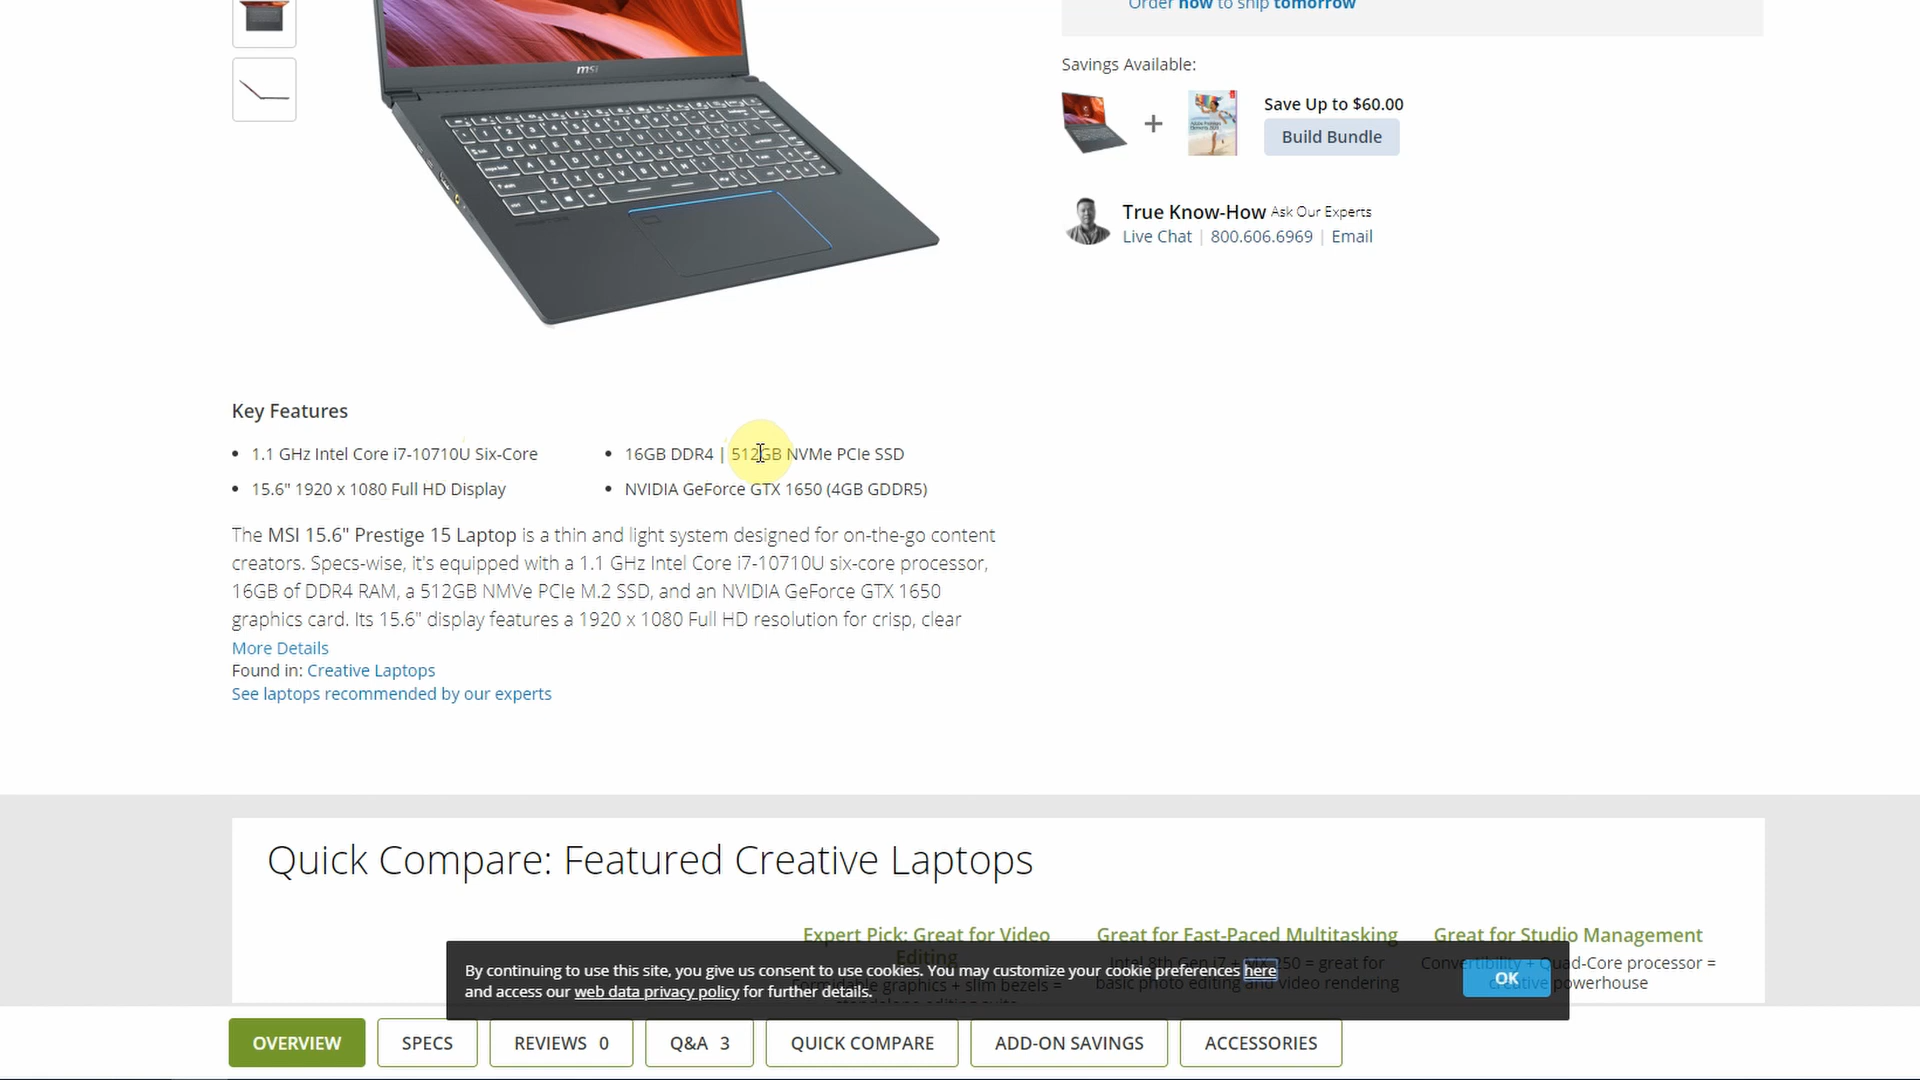 Order now to ship tomorrow
Savings Available:
msi
Save Up to $60.00
Build Bundle
True Know-How Ask Our Experts
Live Chat | 800.606.6969 | Email
Key Features
• 1.1 GHz Intel Core i7-10710U Six-Core
• 16GB DDR4 | 512GB NVMe PCIe SSD
• 15.6" 1920 x 1080 Full HD Display
• NVIDIA GeForce GTX 1650 (4GB GDDR5)
The MSI 15.6" Prestige 15 Laptop is a thin and light system designed for on-the-go content
creators. Specs-wise, it's equipped with a 1.1 GHz Intel Core i7-10710U six-core processor,
16GB of DDR4 RAM, a 512GB NMVe PCIe M.2 SSD, and an NVIDIA GeForce GTX 1650
graphics card. Its 15.6" display features a 1920 x 1080 Full HD resolution for crisp, clear
More Details
Found in: Creative Laptops
See laptops recommended by our experts
Quick Compare: Featured Creative Laptops
Expert Pick: Great for Video
Editing
Formidable graphics + slim bezels =
Great for Fast-Paced Multitasking
Intel 8th Gen i7 + 150 = great for
basic photo editing and video rendering
Great for Studio Management
Convertibility + Quad-Core processor =
creative powerhouse
By continuing to use this site, you give us consent to use cookies. You may customize your cookie preferences here
and access our web data privacy policy for further details.
OK
OVERVIEW
SPECS
REVIEWS 0
Q&A 3
QUICK COMPARE
ADD-ON SAVINGS
ACCESSORIES